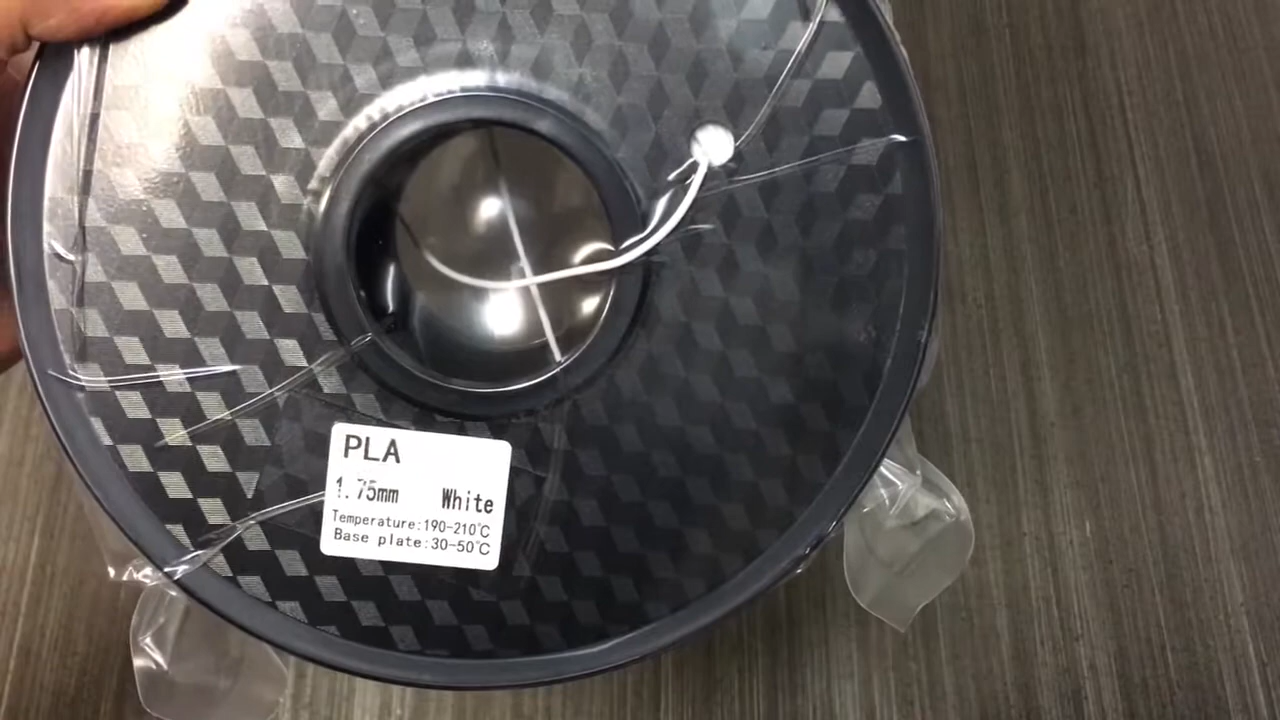 PLA
1.75mm White
Temperature:190-210℃
Base plate:30-50℃